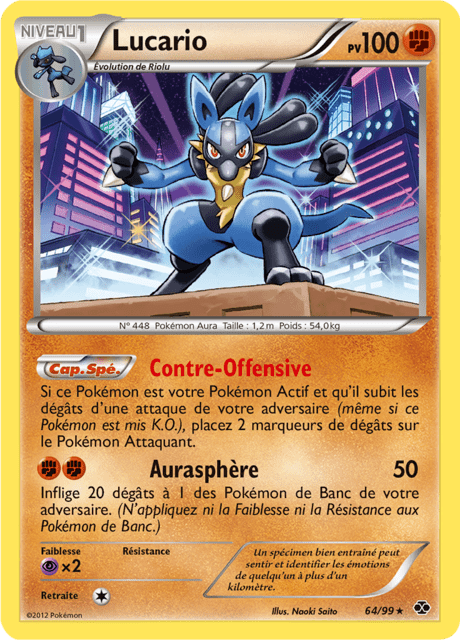 NIVEAU 1
Lucario
PV 100
Évolution de Riolu
N° 448 Pokémon Aura Taille : 1,2m Poids : 54,0kg
Cap. Spé.
Contre-Offensive
Si ce Pokémon est votre Pokémon Actif et qu'il subit les
dégâts d'une attaque de votre adversaire (même si ce
Pokémon est mis K.O.), placez 2 marqueurs de dégâts sur
le Pokémon Attaquant.
Aurasphère 50
Inflige 20 dégâts à 1 des Pokémon de Banc de votre
adversaire. (N'appliquez ni la Faiblesse ni la Résistance aux
Pokémon de Banc.)
Faiblesse Résistance
×2
Retraite
Un spécimen bien entraîné peut
sentir et identifier les émotions
de quelqu'un à plus d'un
kilomètre.
©2012 Pokémon
Illus. Naoki Saito
64/99 ★